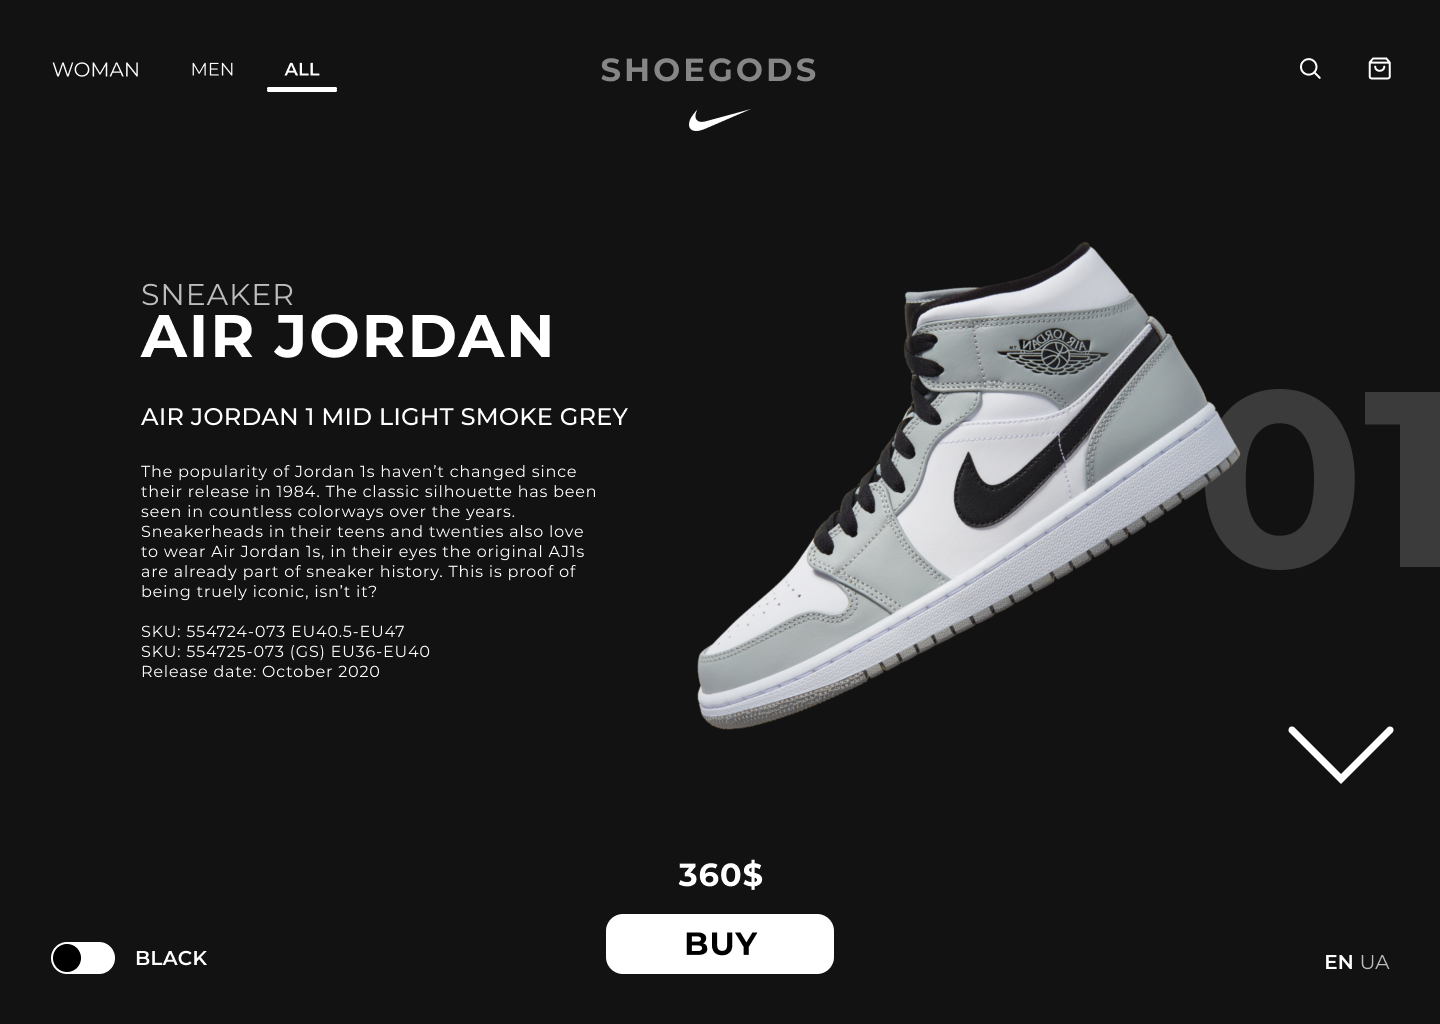 WOMAN MEN ALL SHOEGODS
SNEAKER
AIR JORDAN
AIR JORDAN 1 MID LIGHT SMOKE GREY
The popularity of Jordan 1s haven’t changed since
their release in 1984. The classic silhouette has been
seen in countless colorways over the years.
Sneakerheads in their teens and twenties also love
to wear Air Jordan 1s, in their eyes the original AJ1s
are already part of sneaker history. This is proof of
being truely iconic, isn’t it?
SKU: 554724-073 EU40.5-EU47
SKU: 554725-073 (GS) EU36-EU40
Release date: October 2020
AIR JORDAN
TM
01
360$
BUY
BLACK
EN UA